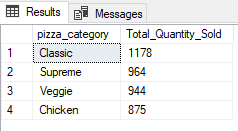 Results Messages
pizza_category Total_Quantity_Sold
1 Classic 1178
2 Supreme 964
3 Veggie 944
4 Chicken 875